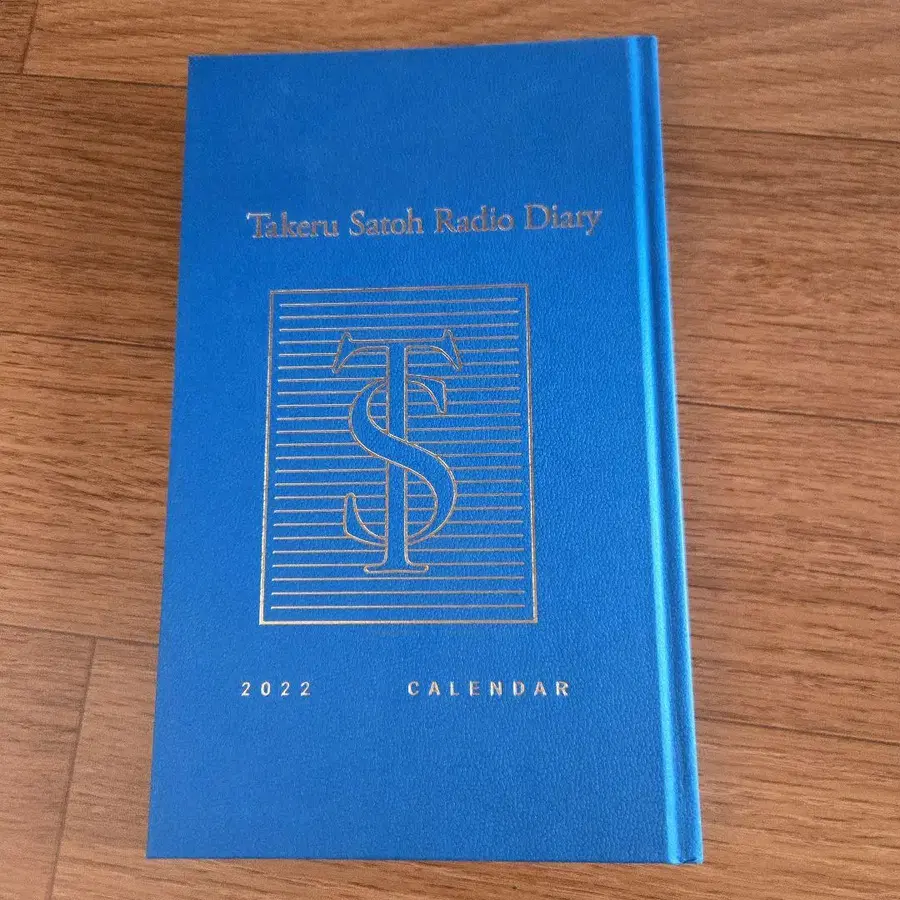 Takeru Satoh Radio Diary
TS
2022 CALENDAR